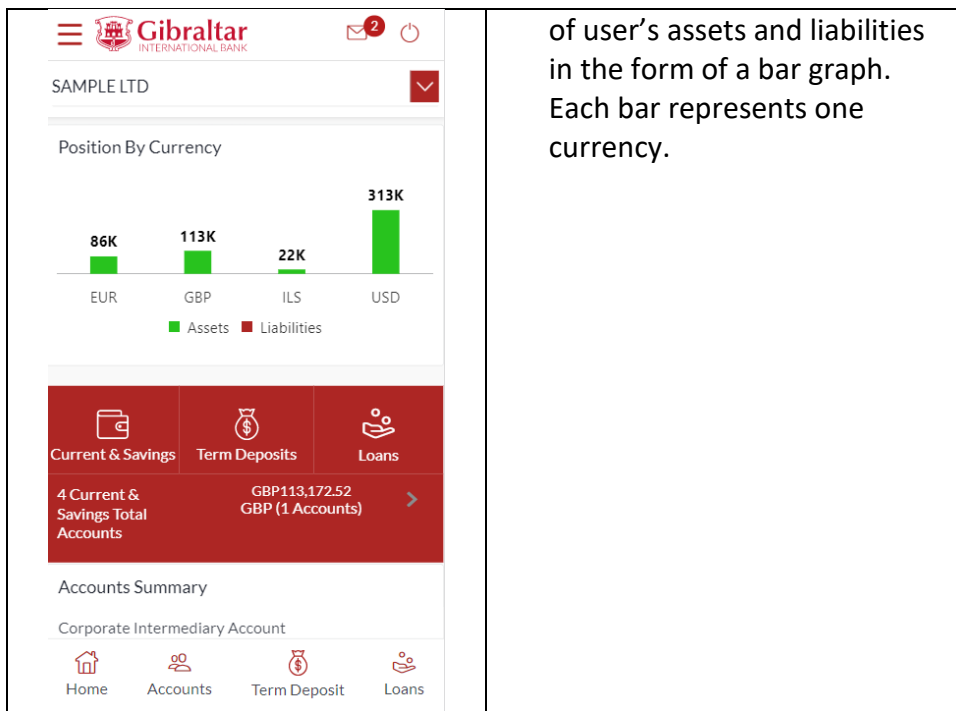 Gibraltar
INTERNATIONAL BANK
2
SAMPLE LTD
Position By Currency
313K
113K
86K
22K
EUR GBP ILS USD
Assets Liabilities
Current & Savings Term Deposits Loans
4 Current & Savings Total Accounts
GBP113,172.52
GBP (1 Accounts)
Accounts Summary
Corporate Intermediary Account
Home Accounts Term Deposit Loans
of user’s assets and liabilities
in the form of a bar graph.
Each bar represents one
currency.